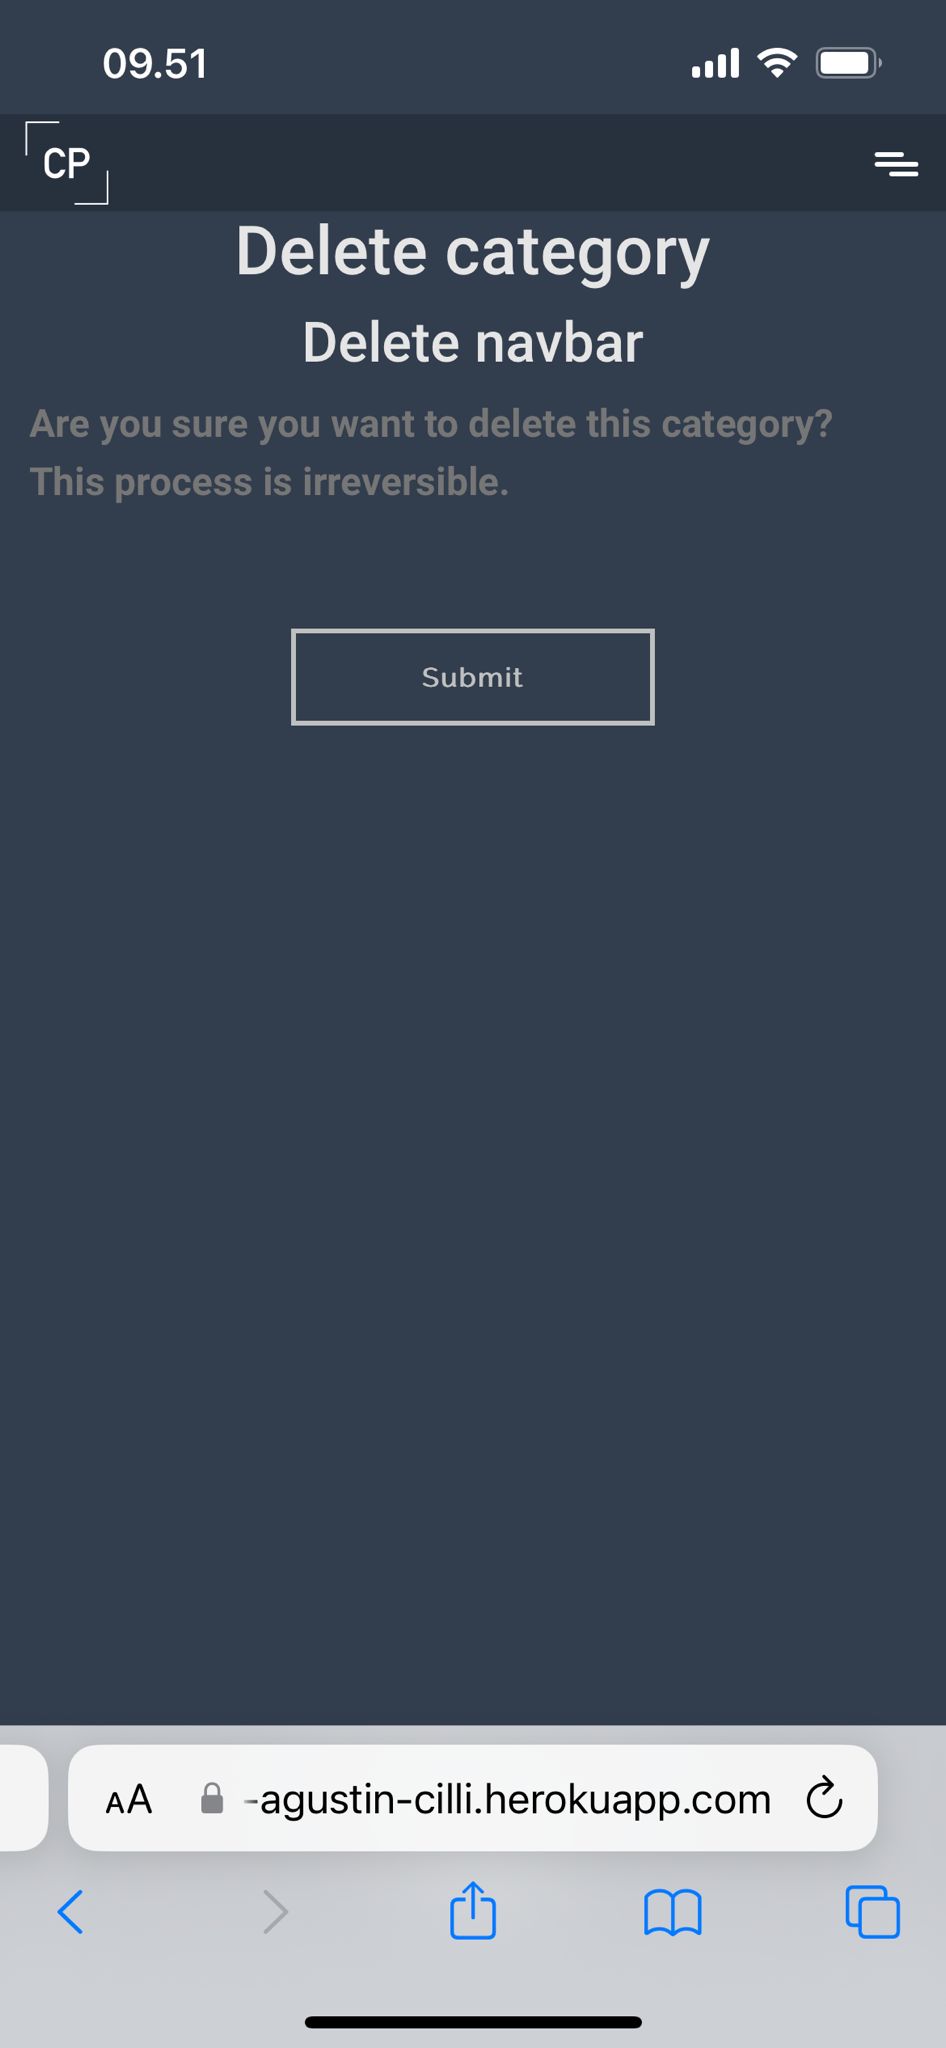 09.51
CP
Delete category
Delete navbar
Are you sure you want to delete this category?
This process is irreversible.
Submit
AA -agustin-cilli.herokuapp.com